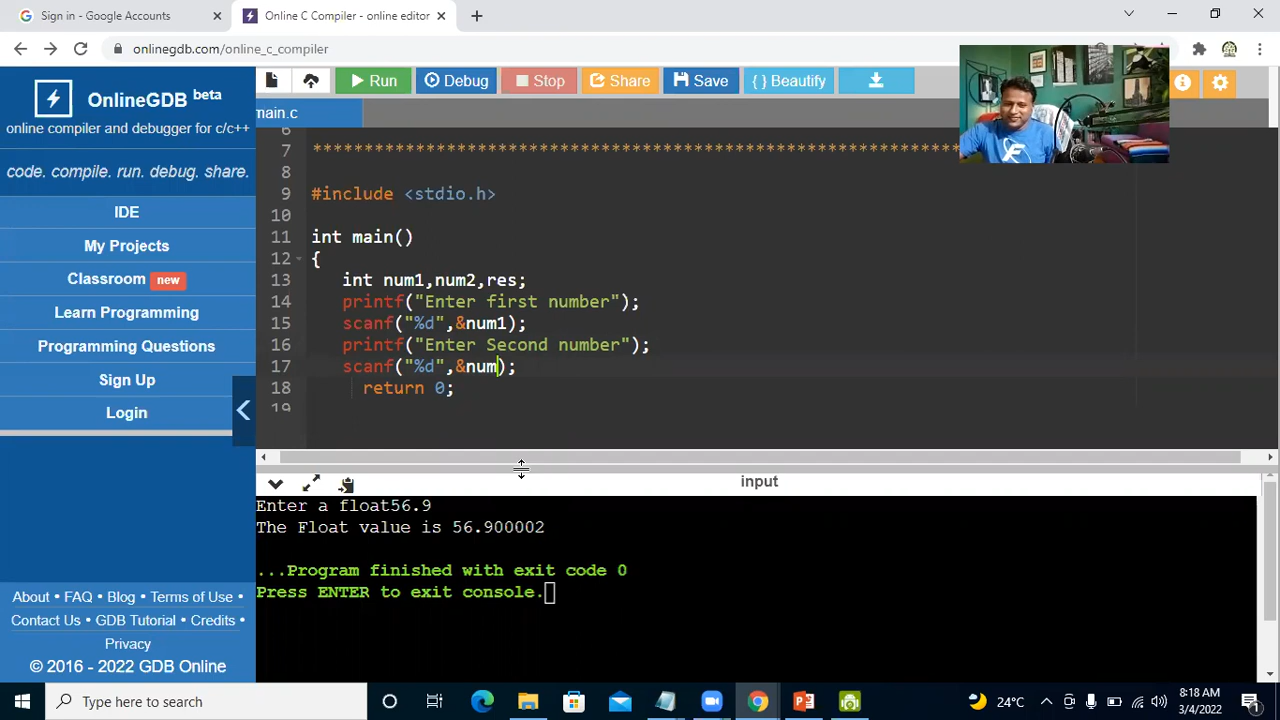 Sign in - Google Accounts
Online C Compiler - online editor
onlinegdb.com/online_c_compiler
OnlineGDB beta
online compiler and debugger for c/c++
code. compile. run. debug. share.
IDE
My Projects
Classroom new
Learn Programming
Programming Questions
Sign Up
Login
About • FAQ • Blog • Terms of Use •
Contact Us • GDB Tutorial • Credits •
Privacy
© 2016 - 2022 GDB Online
Run
Debug
Stop
Share
Save
{ } Beautify
main.c
6
7 ***************************************************************
8
9 #include <stdio.h>
10
11 int main()
12 {
13 int num1,num2,res;
14 printf("Enter first number");
15 scanf("%d",&num1);
16 printf("Enter Second number");
17 scanf("%d",&num);
18 return 0;
19
input
Enter a float56.9
The Float value is 56.900002
...Program finished with exit code 0
Press ENTER to exit console.
Type here to search
24°C
8:18 AM
3/4/2022